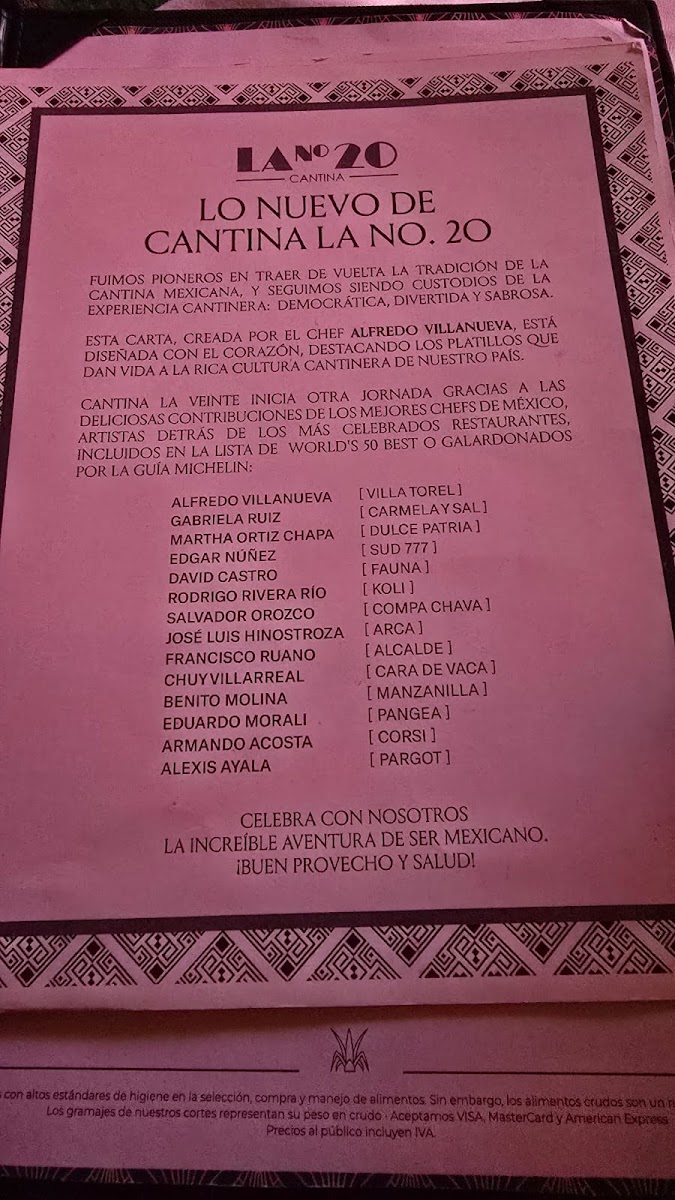 LA NO 20
CANTINA
LO NUEVO DE
CANTINA LA NO. 20
FUIMOS PIONEROS EN TRAER DE VUELTA LA TRADICIÓN DE LA
CANTINA MEXICANA, Y SEGUIMOS SIENDO CUSTODIOS DE LA
EXPERIENCIA CANTINERA: DEMOCRÁTICA, DIVERTIDA Y SABROSA.
ESTA CARTA, CREADA POR EL CHEF ALFREDO VILLANUEVA, ESTÁ
DISEÑADA CON EL CORAZÓN, DESTACANDO LOS PLATILLOS QUE
DAN VIDA A LA RICA CULTURA CANTINERA DE NUESTRO PAÍS.
CANTINA LA VEINTE INICIA OTRA JORNADA GRACIAS A LAS
DELICIOSAS CONTRIBUCIONES DE LOS MEJORES CHEFS DE MÉXICO,
ARTISTAS DETRÁS DE LOS MÁS CELEBRADOS RESTAURANTES,
INCLUIDOS EN LA LISTA DE WORLD'S 50 BEST O GALARDONADOS
POR LA GUÍA MICHELIN:
ALFREDO VILLANUEVA [ VILLA TOREL ]
GABRIELA RUIZ [ CARMELA Y SAL ]
MARTHA ORTIZ CHAPA [ DULCE PATRIA ]
EDGAR NÚÑEZ [ SUD 777 ]
DAVID CASTRO [ FAUNA ]
RODRIGO RIVERA RÍO [ KOLI ]
SALVADOR OROZCO [ COMPA CHAVA ]
JOSÉ LUIS HINOSTROZA [ ARCA ]
FRANCISCO RUANO [ ALCALDE ]
CHUY VILLARREAL [ CARA DE VACA ]
BENITO MOLINA [ MANZANILLA ]
EDUARDO MORALI [ PANGEA ]
ARMANDO ACOSTA [ CORSI ]
ALEXIS AYALA [ PARGOT ]
CELEBRA CON NOSOTROS
LA INCREÍBLE AVENTURA DE SER MEXICANO.
¡BUEN PROVECHO Y SALUD!
con altos estándares de higiene en la selección, compra y manejo de alimentos. Sin embargo, los alimentos crudos son un
Los gramajes de nuestros cortes representan su peso en crudo · Aceptamos VISA, MasterCard y American Express
Precios al público incluyen IVA.